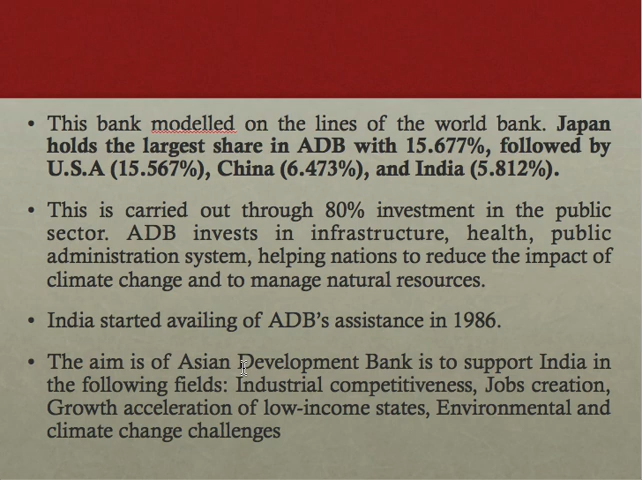 • This bank modelled on the lines of the world bank. Japan
holds the largest share in ADB with 15.677%, followed by
U.S.A (15.567%), China (6.473%), and India (5.812%).
• This is carried out through 80% investment in the public
sector. ADB invests in infrastructure, health, public
administration system, helping nations to reduce the impact of
climate change and to manage natural resources.
• India started availing of ADB’s assistance in 1986.
• The aim is of Asian Development Bank is to support India in
the following fields: Industrial competitiveness, Jobs creation,
Growth acceleration of low-income states, Environmental and
climate change challenges